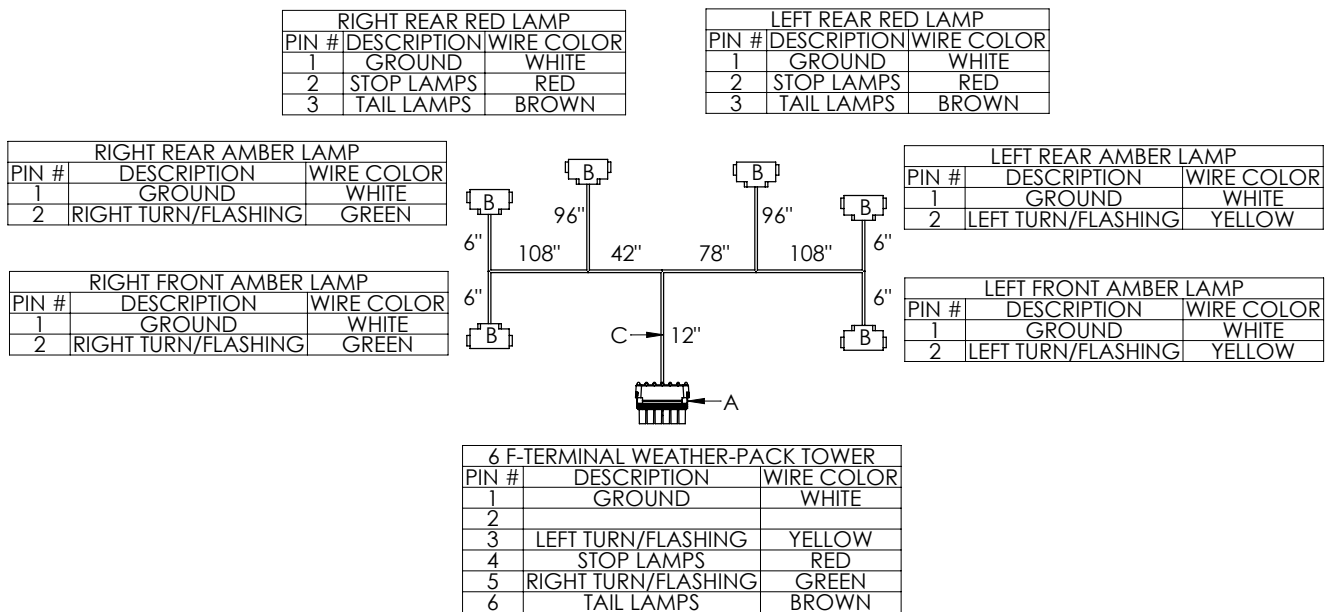 RIGHT REAR RED LAMP
PIN # DESCRIPTION WIRE COLOR
1 GROUND WHITE
2 STOP LAMPS RED
3 TAIL LAMPS BROWN
LEFT REAR RED LAMP
PIN # DESCRIPTION WIRE COLOR
1 GROUND WHITE
2 STOP LAMPS RED
3 TAIL LAMPS BROWN
RIGHT REAR AMBER LAMP
PIN # DESCRIPTION WIRE COLOR
1 GROUND WHITE
2 RIGHT TURN/FLASHING GREEN
B
B
B
B
96"
96"
6"
6"
108"
42"
78"
108"
LEFT REAR AMBER LAMP
PIN # DESCRIPTION WIRE COLOR
1 GROUND WHITE
2 LEFT TURN/FLASHING YELLOW
RIGHT FRONT AMBER LAMP
PIN # DESCRIPTION WIRE COLOR
1 GROUND WHITE
2 RIGHT TURN/FLASHING GREEN
6"
6"
B
C
12"
B
A
LEFT FRONT AMBER LAMP
PIN # DESCRIPTION WIRE COLOR
1 GROUND WHITE
2 LEFT TURN/FLASHING YELLOW
6 F-TERMINAL WEATHER-PACK TOWER
PIN # DESCRIPTION WIRE COLOR
1 GROUND WHITE
2
3 LEFT TURN/FLASHING YELLOW
4 STOP LAMPS RED
5 RIGHT TURN/FLASHING GREEN
6 TAIL LAMPS BROWN